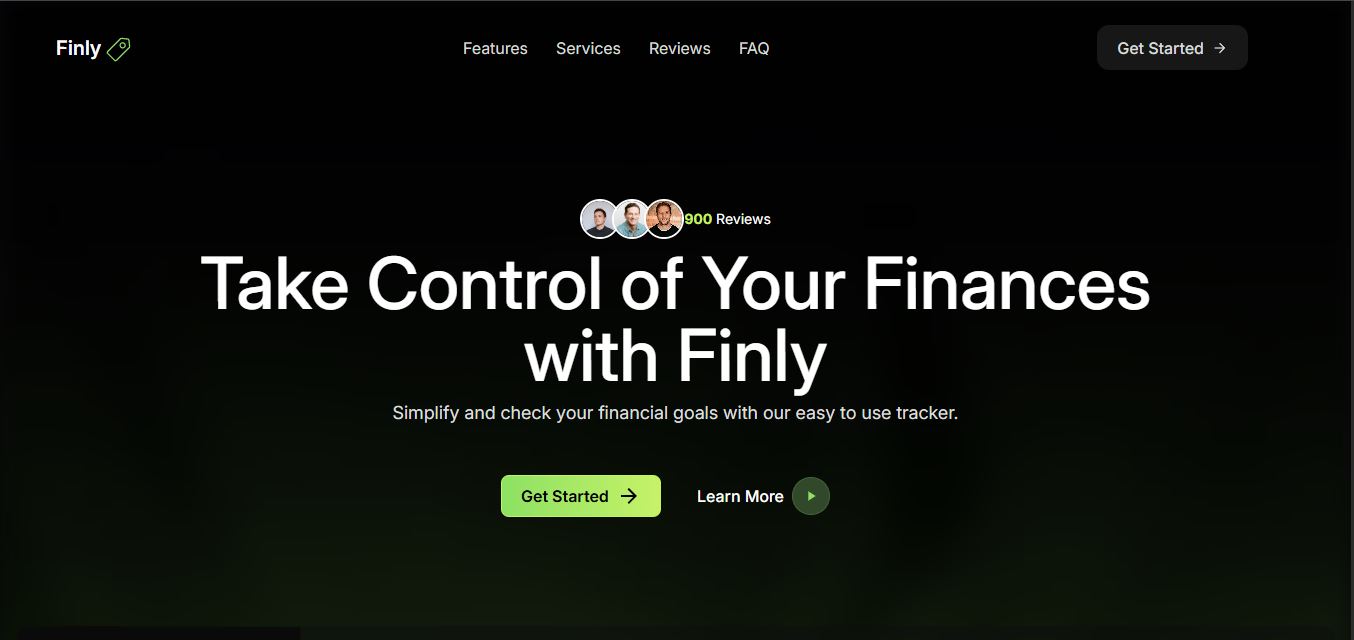 Finly
Features Services Reviews FAQ
Get Started
900 Reviews
Take Control of Your Finances
with Finly
Simplify and check your financial goals with our easy to use tracker.
Get Started
Learn More